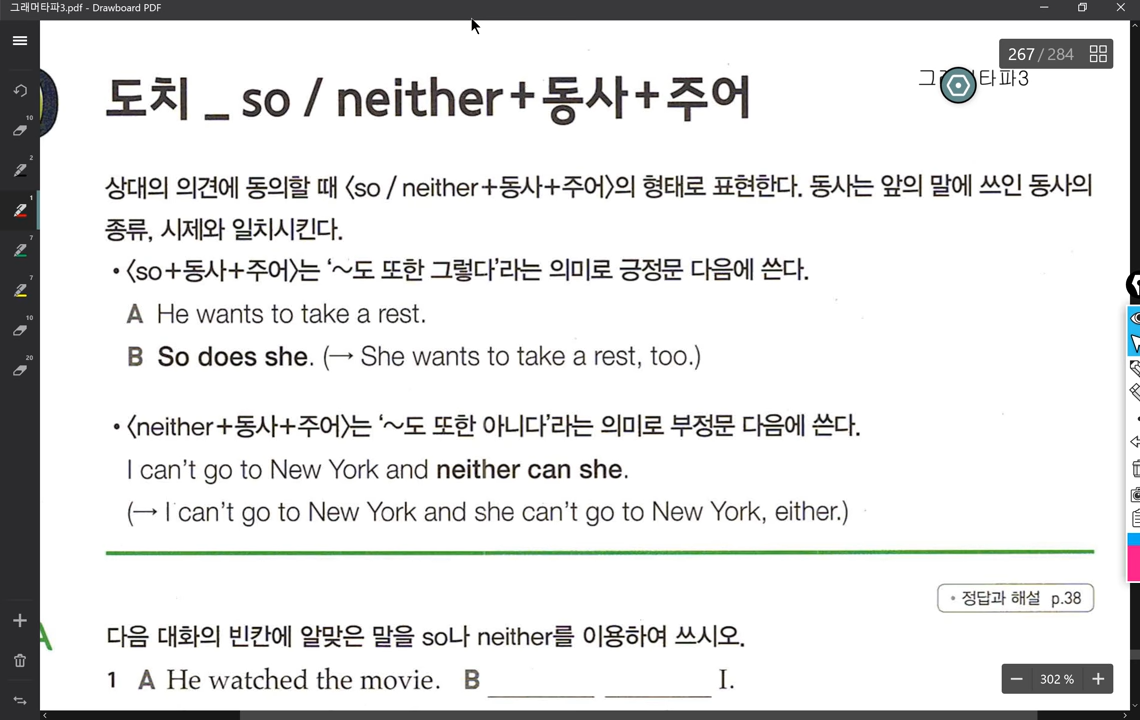 그래머타파3.pdf - Drawboard PDF
267 / 284
도치 _ so / neither+동사+주어
상대의 의견에 동의할 때 〈so / neither+동사+주어〉의 형태로 표현한다. 동사는 앞의 말에 쓰인 동사의
종류, 시제와 일치시킨다.
• 〈so+동사+주어〉는 '~도 또한 그렇다'라는 의미로 긍정문 다음에 쓴다.
A He wants to take a rest.
B So does she. (→ She wants to take a rest, too.)
• 〈neither+동사+주어〉는 '~도 또한 아니다'라는 의미로 부정문 다음에 쓴다.
I can't go to New York and neither can she.
(→ I can't go to New York and she can't go to New York, either.)
• 정답과 해설 p.38
A
다음 대화의 빈칸에 알맞은 말을 so나 neither를 이용하여 쓰시오.
1 A He watched the movie. B ________ ________ I.
302 %
10
2
1
7
7
10
20